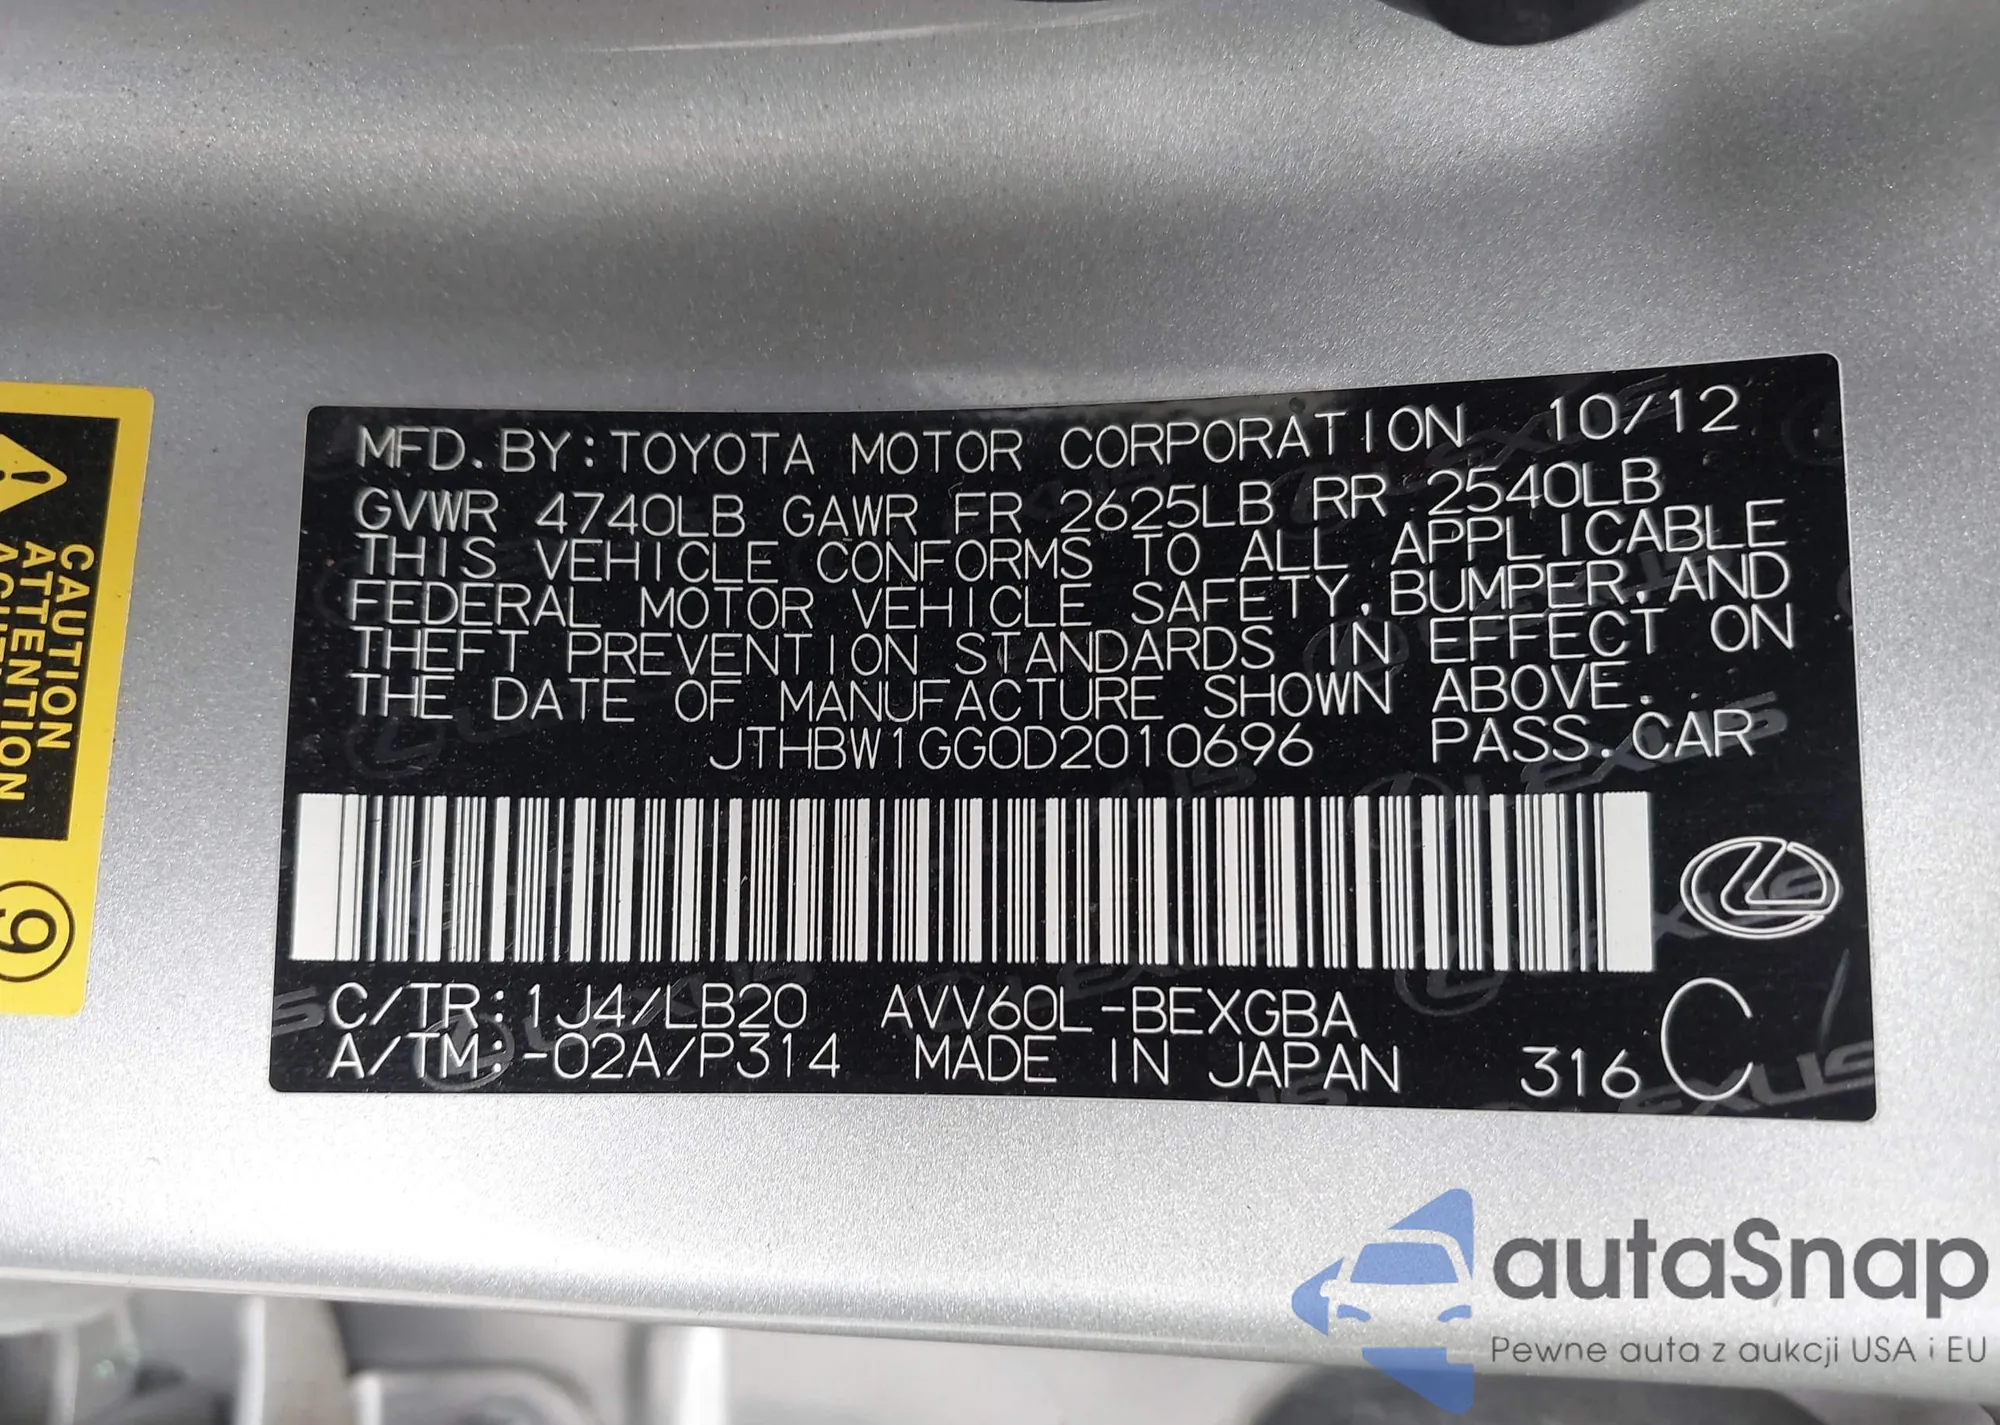 MFD. BY: TOYOTA MOTOR CORPORATION 10/12
GVWR 4740LB GAWR FR 2625LB RR 2540LB
THIS VEHICLE CONFORMS TO ALL APPLICABLE
FEDERAL MOTOR VEHICLE SAFETY, BUMPER, AND
THEFT PREVENTION STANDARDS IN EFFECT ON
THE DATE OF MANUFACTURE SHOWN ABOVE.
JTHBW1GG0D2010696 PASS. CAR
C/TR: 1J4/LB20 AVV60L-BEXGBA
A/TM: -02A/P314 MADE IN JAPAN 316 C
CAUTION
ATTENTION
9
autaSnap
Pewne auta z aukcji USA i EU